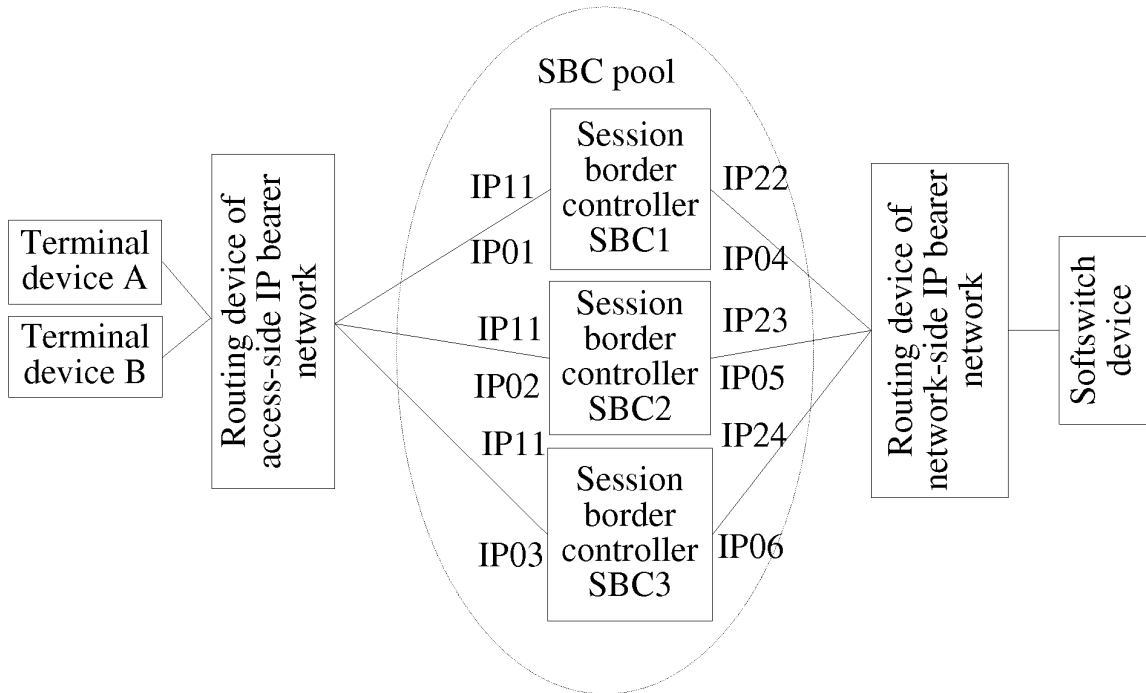 SBC pool
Terminal
device A
Terminal
device B
Routing device of
access-side IP bearer
network
IP11
IP01
Session
border
controller
SBC1
IP22
IP04
IP11
IP02
Session
border
controller
SBC2
IP23
IP05
IP11
IP03
Session
border
controller
SBC3
IP24
IP06
Routing device of
network-side IP bearer
network
Softswitch
device